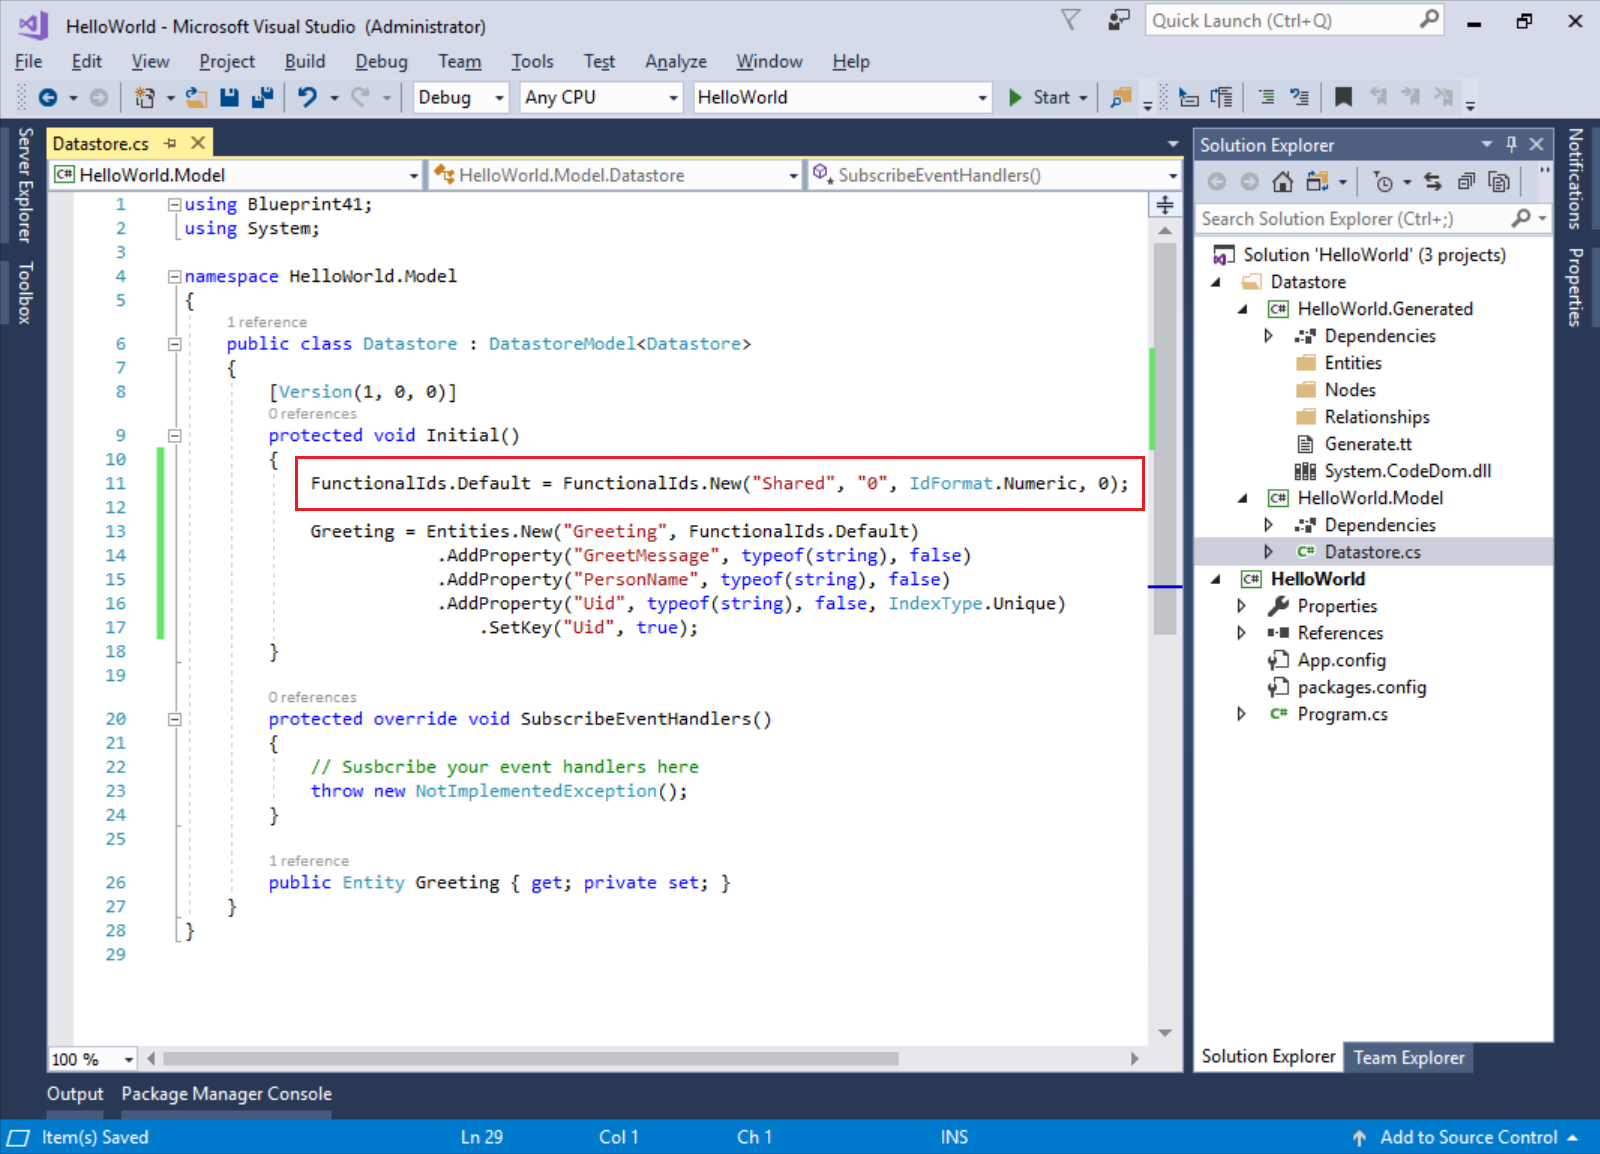 HelloWorld - Microsoft Visual Studio  (Administrator)
Quick Launch (Ctrl+Q)
File Edit View Project Build Debug Team Tools Test Analyze Window Help
Debug Any CPU HelloWorld Start
Server Explorer
Toolbox
Datastore.cs
C# HelloWorld.Model HelloWorld.Model.Datastore SubscribeEventHandlers()
1 using Blueprint41;
2 using System;
3
4 namespace HelloWorld.Model
5 {
1 reference
6 public class Datastore : DatastoreModel<Datastore>
7 {
8 [Version(1, 0, 0)]
0 references
9 protected void Initial()
10 {
11 FunctionalIds.Default = FunctionalIds.New("Shared", "0", IdFormat.Numeric, 0);
12
13 Greeting = Entities.New("Greeting", FunctionalIds.Default)
14 .AddProperty("GreetMessage", typeof(string), false)
15 .AddProperty("PersonName", typeof(string), false)
16 .AddProperty("Uid", typeof(string), false, IndexType.Unique)
17 .SetKey("Uid", true);
18 }
19
0 references
20 protected override void SubscribeEventHandlers()
21 {
22 // Susbcribe your event handlers here
23 throw new NotImplementedException();
24 }
25
1 reference
26 public Entity Greeting { get; private set; }
27 }
28 }
29
100 %
Solution Explorer
Search Solution Explorer (Ctrl+;)
Solution 'HelloWorld' (3 projects)
Datastore
C# HelloWorld.Generated
Dependencies
Entities
Nodes
Relationships
Generate.tt
System.CodeDom.dll
C# HelloWorld.Model
Dependencies
C# Datastore.cs
C# HelloWorld
Properties
References
App.config
packages.config
C# Program.cs
Solution Explorer Team Explorer
Notifications
Properties
Output Package Manager Console
Item(s) Saved Ln 29 Col 1 Ch 1 INS Add to Source Control